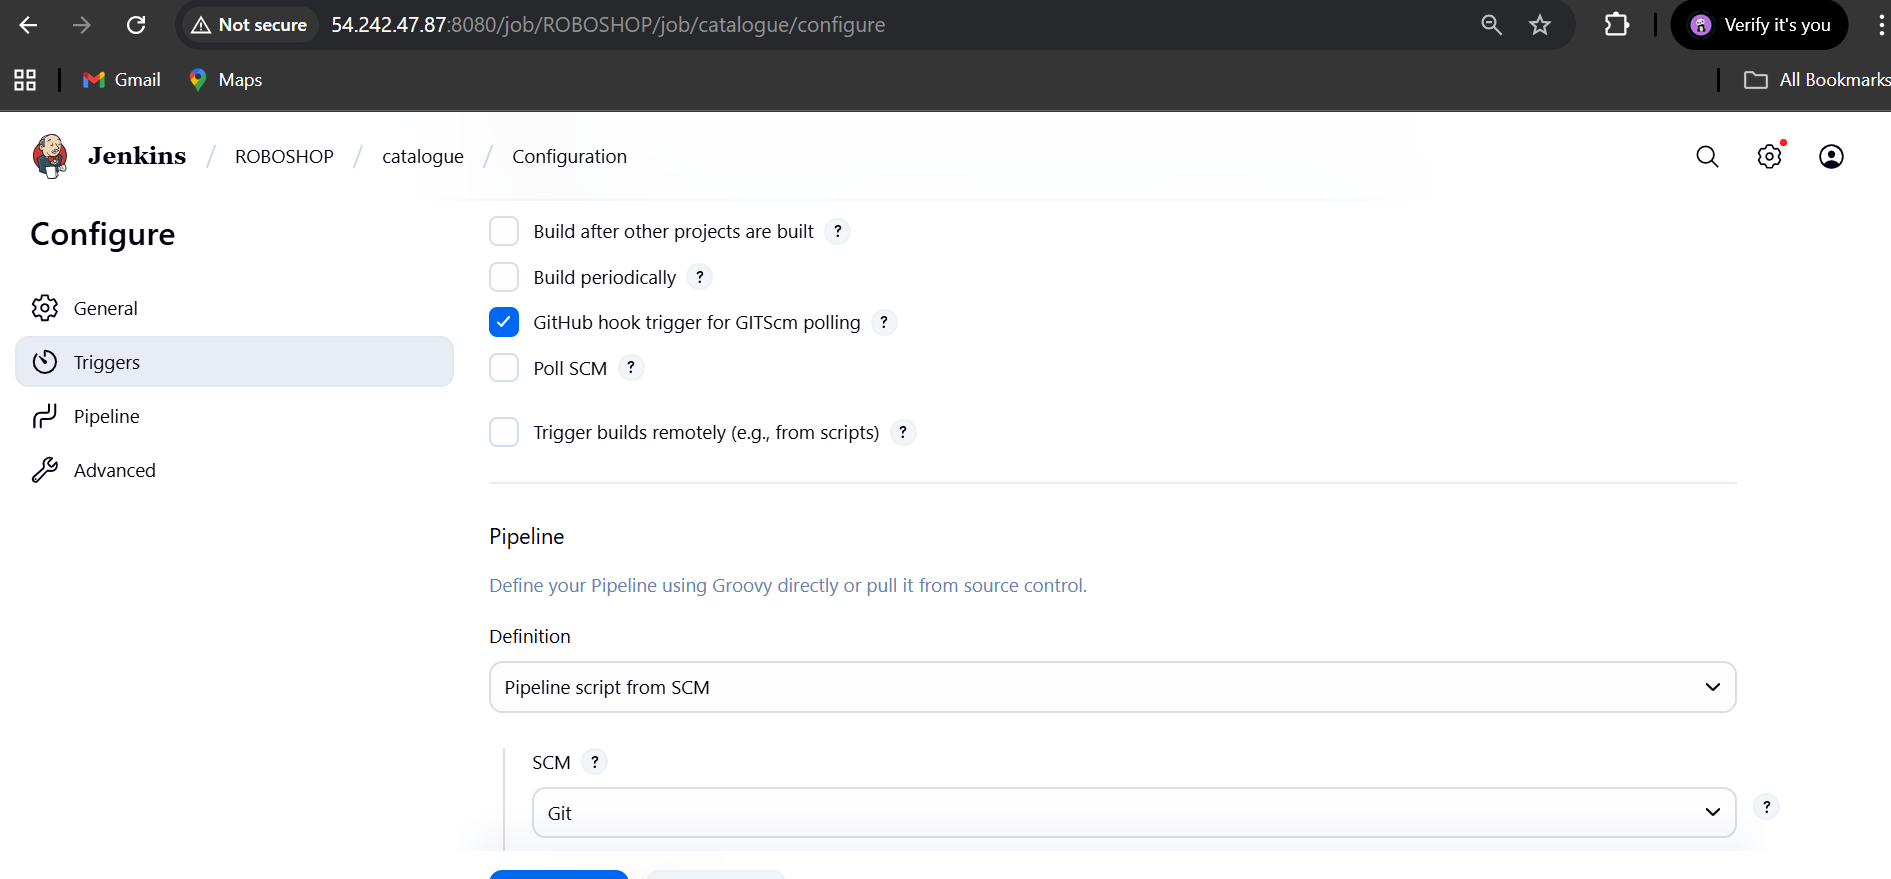 Not secure 54.242.47.87:8080/job/ROBOSHOP/job/catalogue/configure Verify it's you
Gmail Maps All Bookmarks
Jenkins / ROBOSHOP / catalogue / Configuration
Configure
General
Triggers
Pipeline
Advanced
Build after other projects are built ?
Build periodically ?
GitHub hook trigger for GITScm polling ?
Poll SCM ?
Trigger builds remotely (e.g., from scripts) ?
Pipeline
Define your Pipeline using Groovy directly or pull it from source control.
Definition
Pipeline script from SCM
SCM ?
Git ?